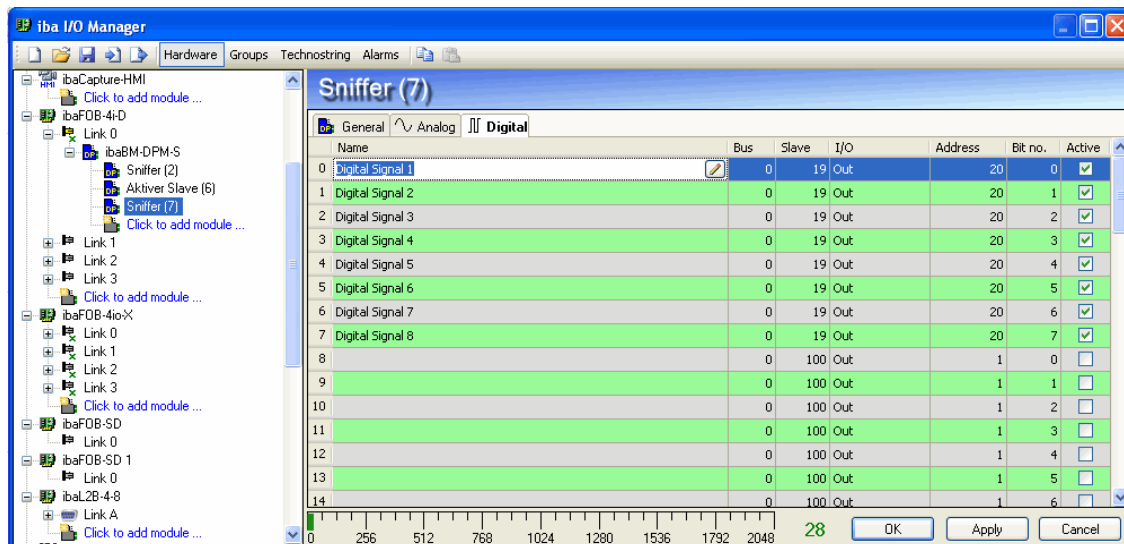 iba I/O Manager
Hardware Groups Technostring Alarms
ibaCapture-HMI
Click to add module ...
ibaFOB-4i-D
Link 0
ibaBM-DPM-S
Sniffer (2)
Aktiver Slave (6)
Sniffer (7)
Click to add module ...
Link 1
Link 2
Link 3
Click to add module ...
ibaFOB-4io-X
Link 0
Link 1
Link 2
Link 3
Click to add module ...
ibaFOB-SD
Link 0
ibaFOB-SD 1
Link 0
ibaL2B-4-8
Link A
Click to add module ...
Sniffer (7)
General Analog Digital
Name Bus Slave I/O Address Bit no. Active
0 Digital Signal 1 0 19 Out 20 0
1 Digital Signal 2 0 19 Out 20 1
2 Digital Signal 3 0 19 Out 20 2
3 Digital Signal 4 0 19 Out 20 3
4 Digital Signal 5 0 19 Out 20 4
5 Digital Signal 6 0 19 Out 20 5
6 Digital Signal 7 0 19 Out 20 6
7 Digital Signal 8 0 19 Out 20 7
8 0 100 Out 1 0
9 0 100 Out 1 1
10 0 100 Out 1 2
11 0 100 Out 1 3
12 0 100 Out 1 4
13 0 100 Out 1 5
14 0 100 Out 1 6
0 256 512 768 1024 1280 1536 1792 2048
28 OK Apply Cancel